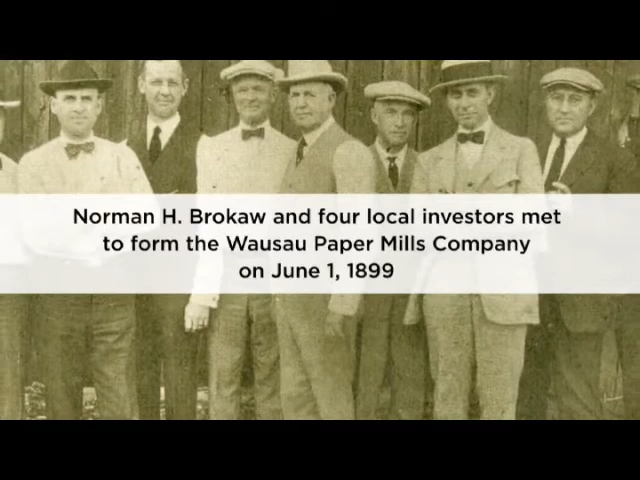 Norman H. Brokaw and four local investors met
to form the Wausau Paper Mills Company
on June 1, 1899